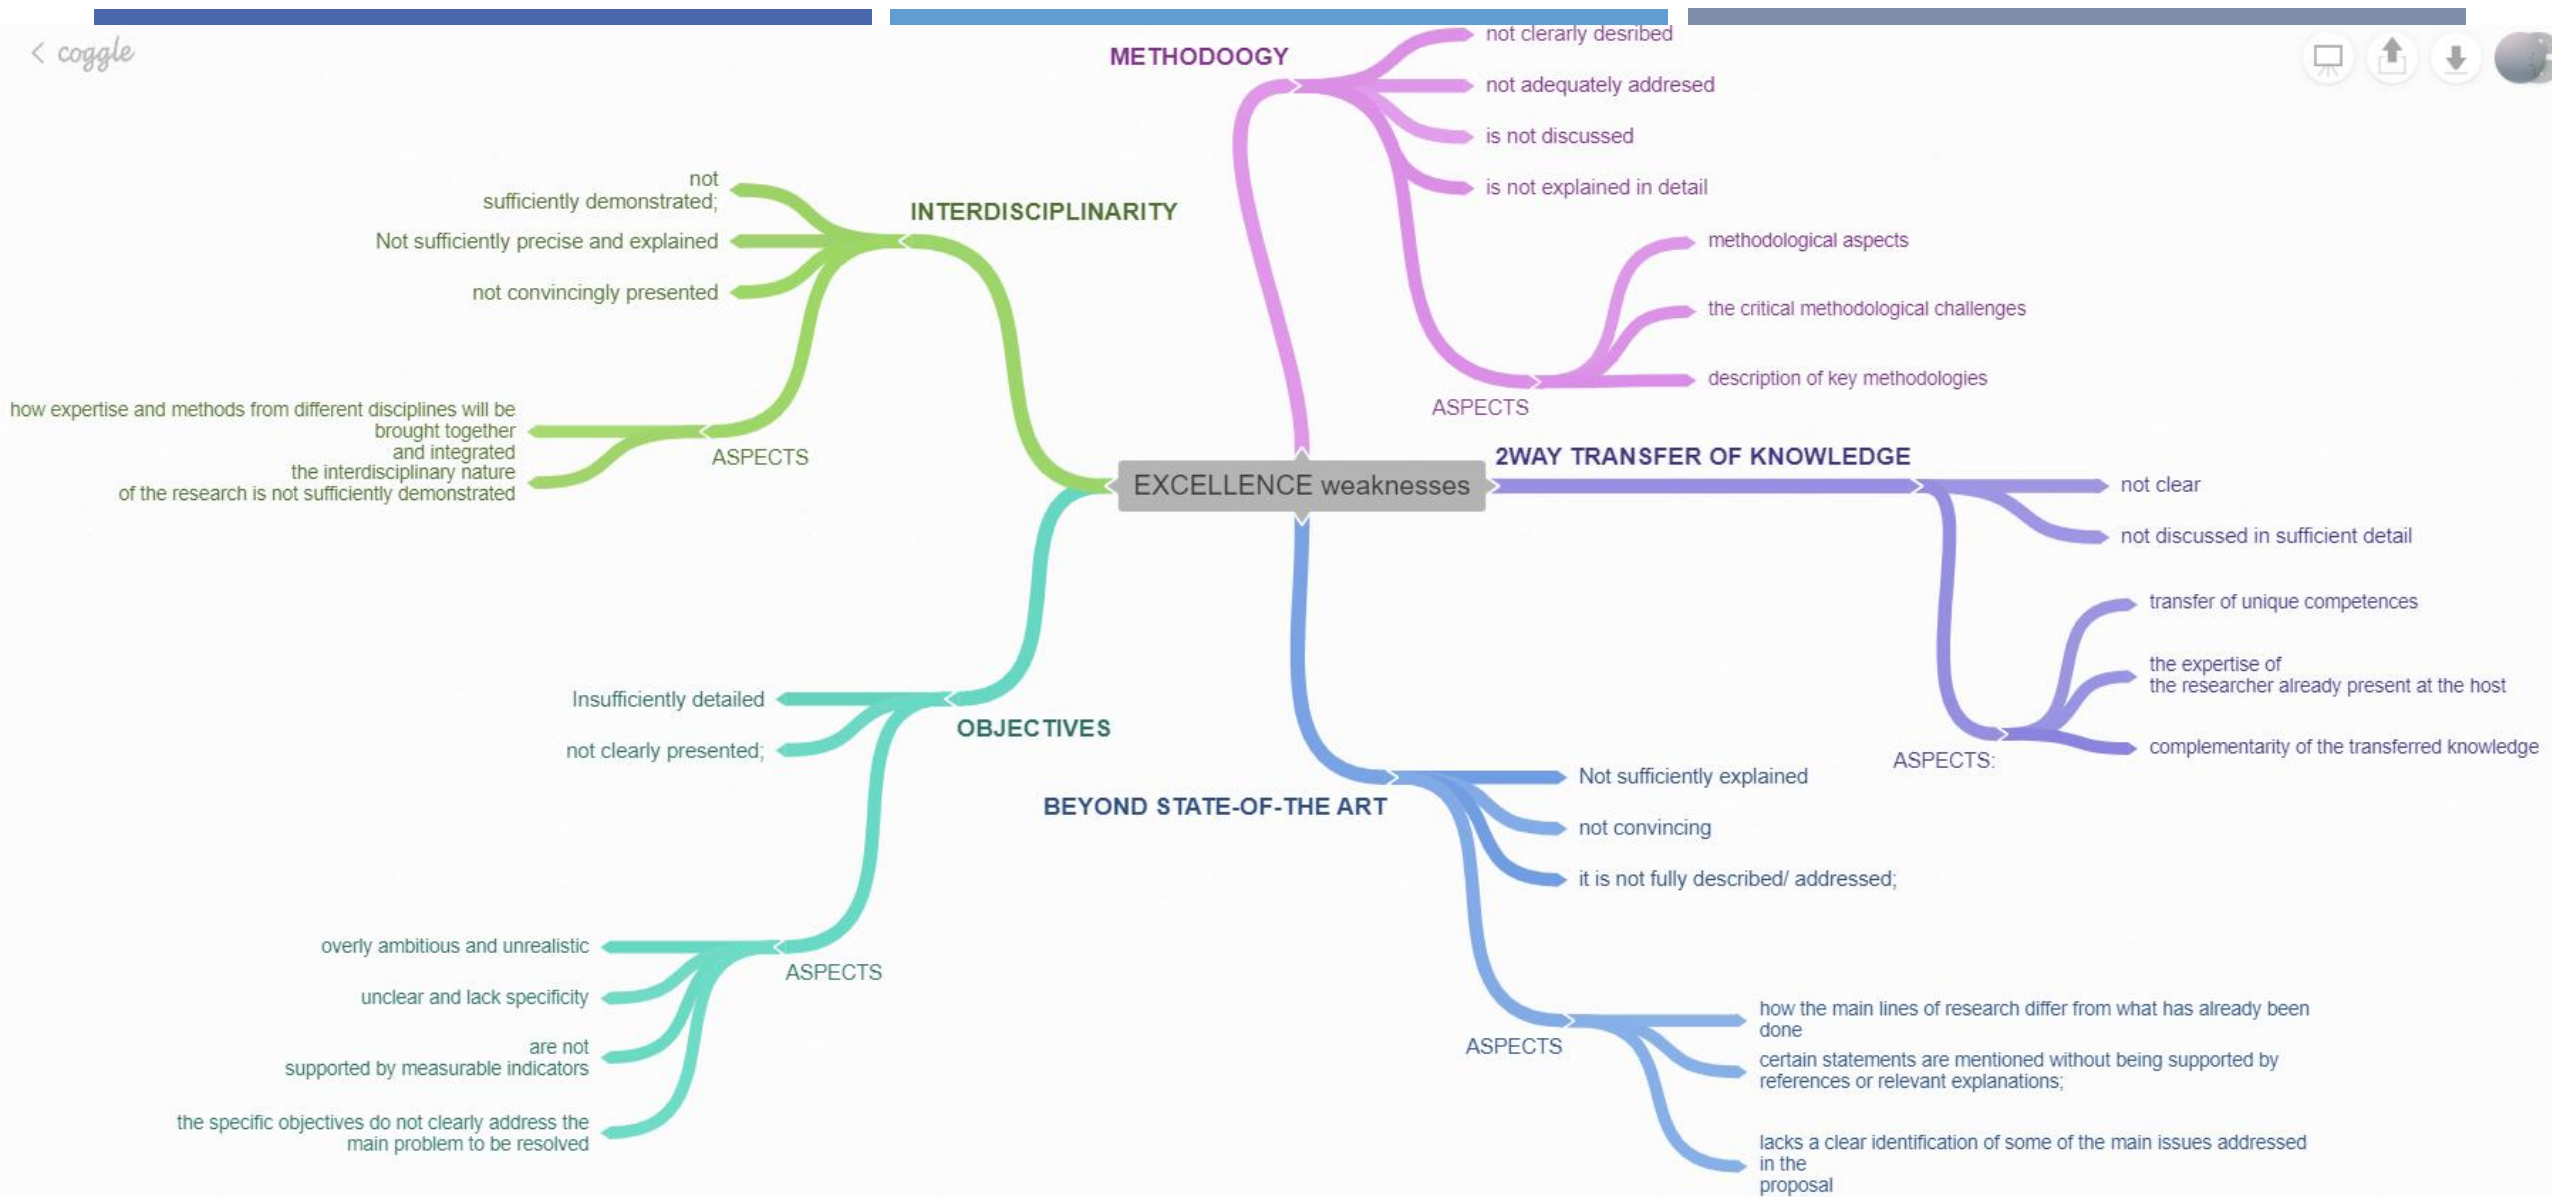 coggle
METHODOOGY
not clerarly desribed
not adequately addresed
is not discussed
is not explained in detail
methodological aspects
the critical methodological challenges
description of key methodologies
ASPECTS
INTERDISCIPLINARITY
not
sufficiently demonstrated;
Not sufficiently precise and explained
not convincingly presented
how expertise and methods from different disciplines will be
brought together
and integrated
the interdisciplinary nature
of the research is not sufficiently demonstrated
ASPECTS
EXCELLENCE weaknesses
2WAY TRANSFER OF KNOWLEDGE
not clear
not discussed in sufficient detail
transfer of unique competences
the expertise of
the researcher already present at the host
complementarity of the transferred knowledge
ASPECTS:
Insufficiently detailed
not clearly presented;
OBJECTIVES
overly ambitious and unrealistic
unclear and lack specificity
are not
supported by measurable indicators
the specific objectives do not clearly address the
main problem to be resolved
ASPECTS
BEYOND STATE-OF-THE ART
Not sufficiently explained
not convincing
it is not fully described/ addressed;
ASPECTS
how the main lines of research differ from what has already been
done
certain statements are mentioned without being supported by
references or relevant explanations;
lacks a clear identification of some of the main issues addressed
in the
proposal